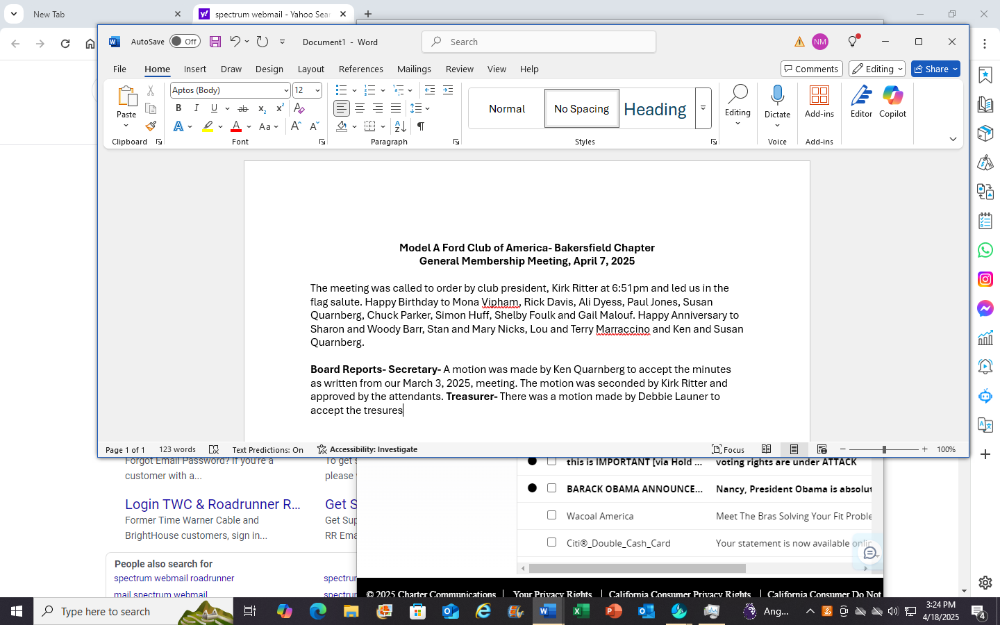 New Tab
spectrum webmail - Yahoo Sea
AutoSave Off
Document1 - Word
Search
NM
File Home Insert Draw Design Layout References Mailings Review View Help
Comments Editing Share
Paste
Aptos (Body) 12
Normal No Spacing Heading
Editing
Dictate
Add-ins
Editor
Copilot
Clipboard Font Paragraph Styles Voice Add-ins
Model A Ford Club of America- Bakersfield Chapter
General Membership Meeting, April 7, 2025
The meeting was called to order by club president, Kirk Ritter at 6:51pm and led us in the
flag salute. Happy Birthday to Mona Vipham, Rick Davis, Ali Dyess, Paul Jones, Susan
Quarnberg, Chuck Parker, Simon Huff, Shelby Foulk and Gail Malouf. Happy Anniversary to
Sharon and Woody Barr, Stan and Mary Nicks, Lou and Terry Marraccino and Ken and Susan
Quarnberg.
Board Reports- Secretary- A motion was made by Ken Quarnberg to accept the minutes
as written from our March 3, 2025, meeting. The motion was seconded by Kirk Ritter and
approved by the attendants. Treasurer- There was a motion made by Debbie Launer to
accept the tresures
Page 1 of 1 123 words Text Predictions: On Accessibility: Investigate Focus 100%
Forgot Email Password? If you're a
customer with a...
To get s
please
Login TWC & Roadrunner R...
Former Time Warner Cable and
BrightHouse customers, sign in...
Get S
Get Sup
RR Ema
People also search for
spectrum webmail roadrunner
spectru
mail spectrum webmail
spectru
this is IMPORTANT [via Hold ... voting rights are under ATTACK
BARACK OBAMA ANNOUNCE... Nancy, President Obama is absolut
Wacoal America Meet The Bras Solving Your Fit Proble
Citi®_Double_Cash_Card Your statement is now available onlin
© 2025 Charter Communications | Your Privacy Rights | California Consumer Privacy Rights | California Consumer Do Not
Type here to search
Ang...
3:24 PM
4/18/2025
4